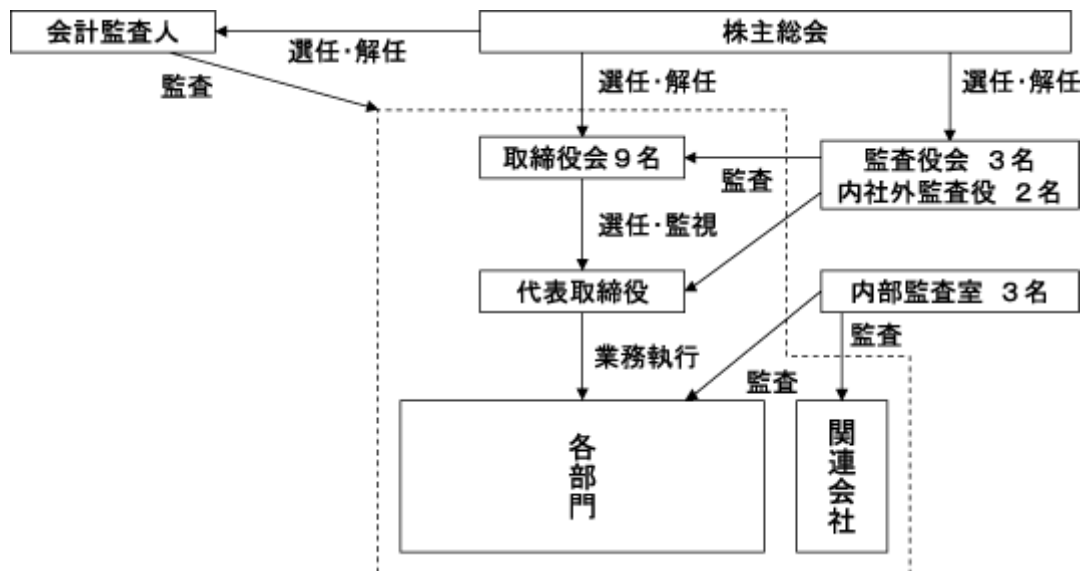 会計監査人
株主総会
選任・解任
監査
選任・解任
選任・解任
取締役会９名
監査
監査役会 ３名
内社外監査役 ２名
選任・監視
代表取締役
内部監査室 ３名
業務執行
監査
監査
各部門
関連会社